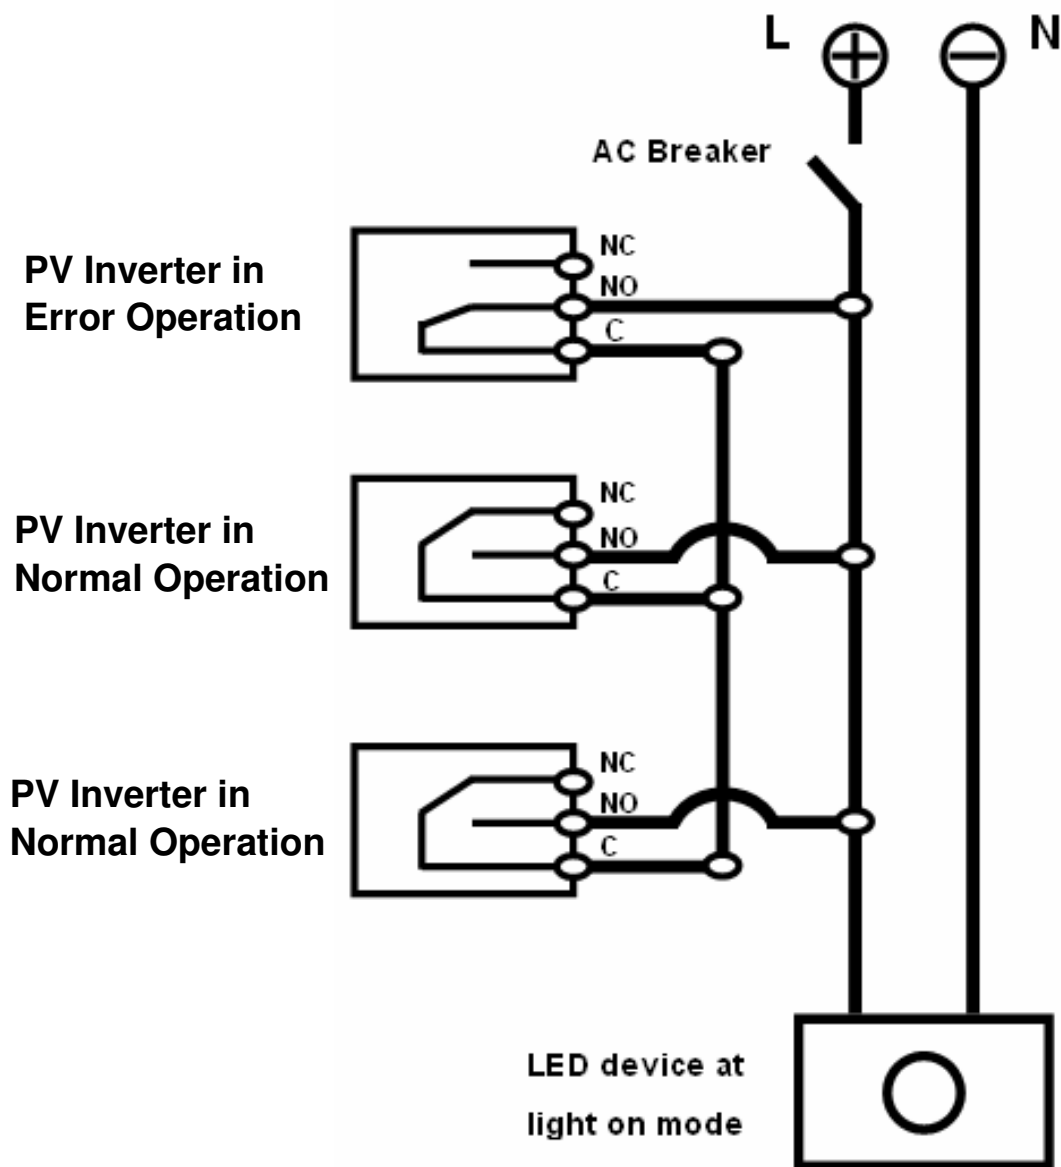 L
N
AC Breaker
PV Inverter in
Error Operation
NC
NO
C
PV Inverter in
Normal Operation
NC
NO
C
PV Inverter in
Normal Operation
NC
NO
C
LED device at
light on mode